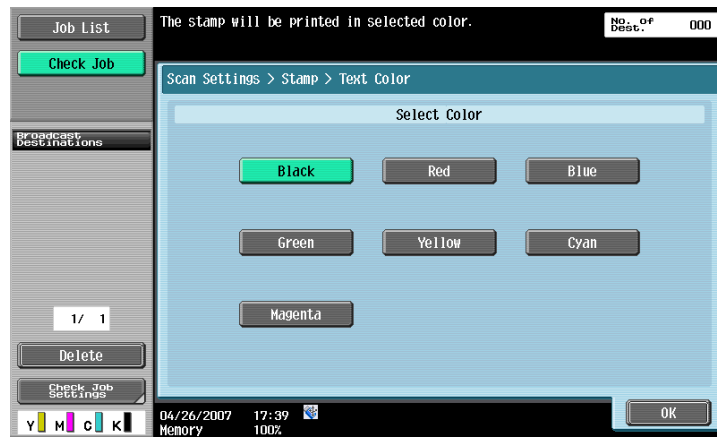 Job List
The stamp will be printed in selected color.
No. of
Dest.
000
Check Job
Scan Settings > Stamp > Text Color
Select Color
Broadcast
Destinations
Black
Red
Blue
Green
Yellow
Cyan
Magenta
1/ 1
Delete
Check Job
Settings
Y M C K
04/26/2007 17:39
Memory 100%
OK